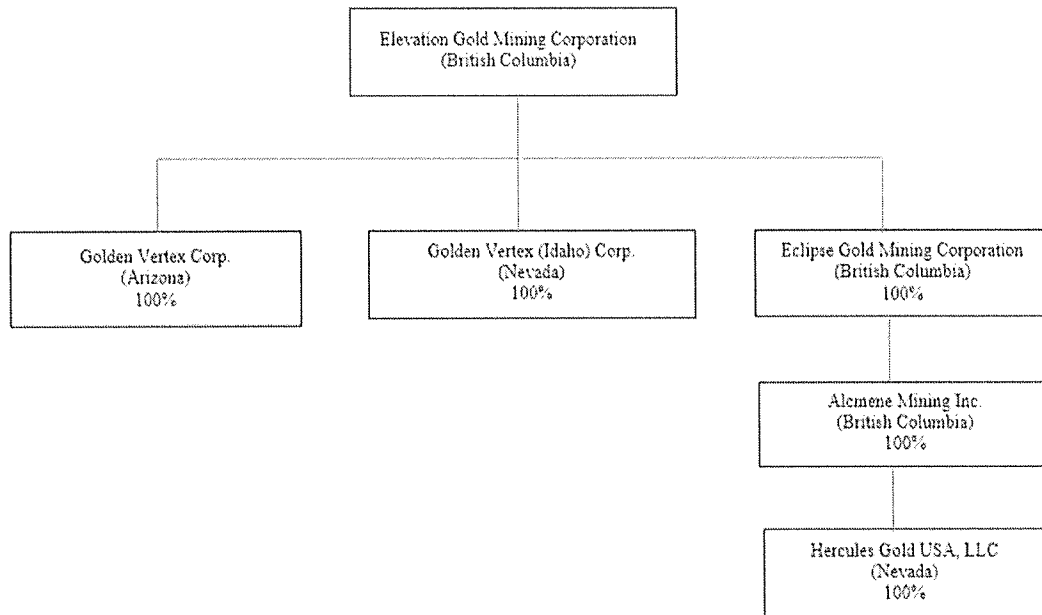 Elevation Gold Mining Corporation
(British Columbia)
Golden Vertex Corp.
(Arizona)
100%
Golden Vertex (Idaho) Corp.
(Nevada)
100%
Eclipse Gold Mining Corporation
(British Columbia)
100%
Alcmene Mining Inc.
(British Columbia)
100%
Hercules Gold USA, LLC
(Nevada)
100%